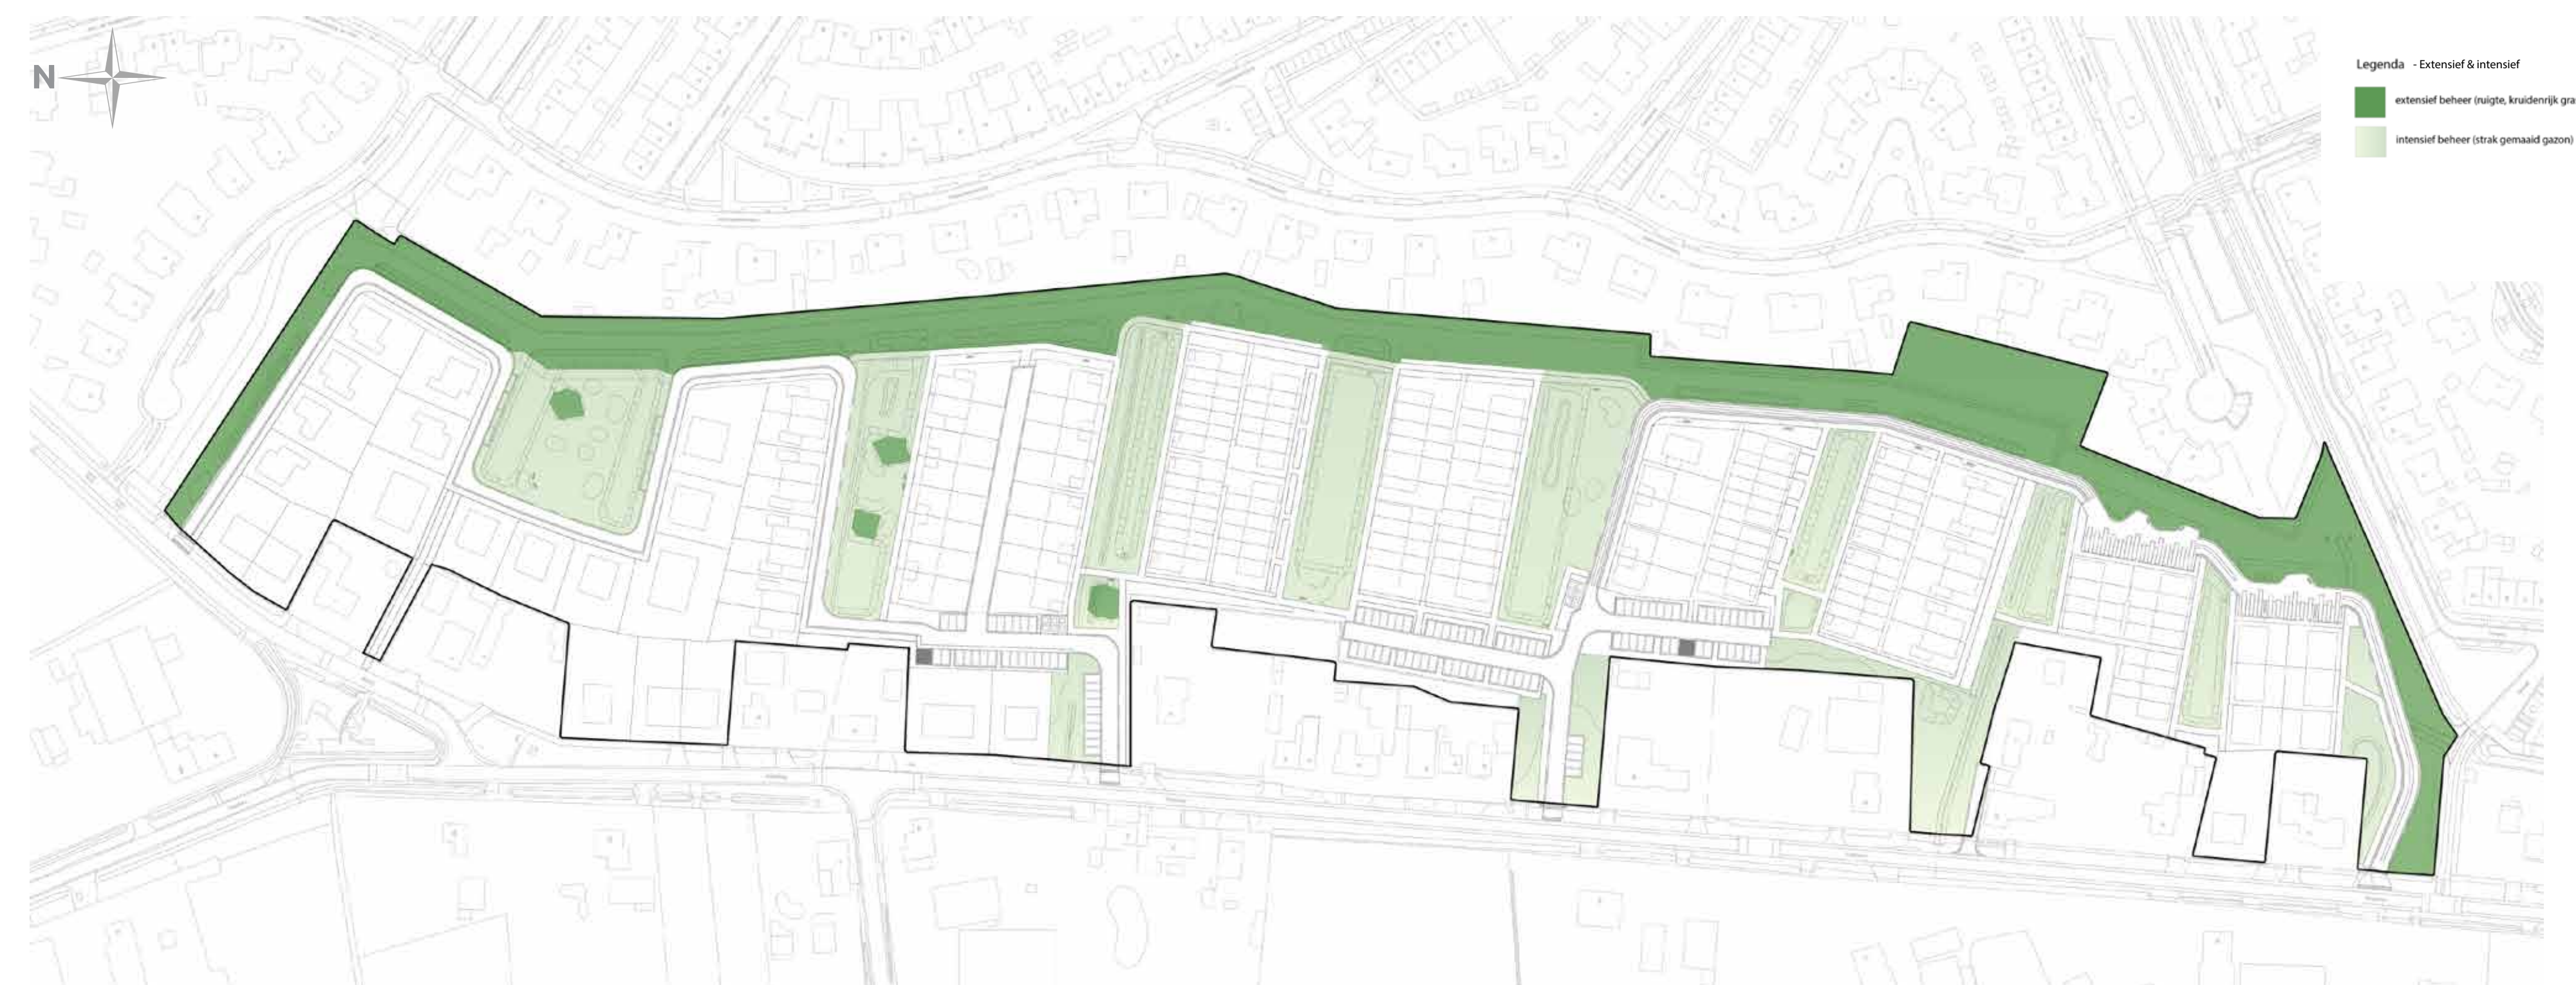 N
Legenda - Extensief & intensief
extensief beheer (ruigte, kruidenrijk gra
intensief beheer (strak gemaaid gazon)